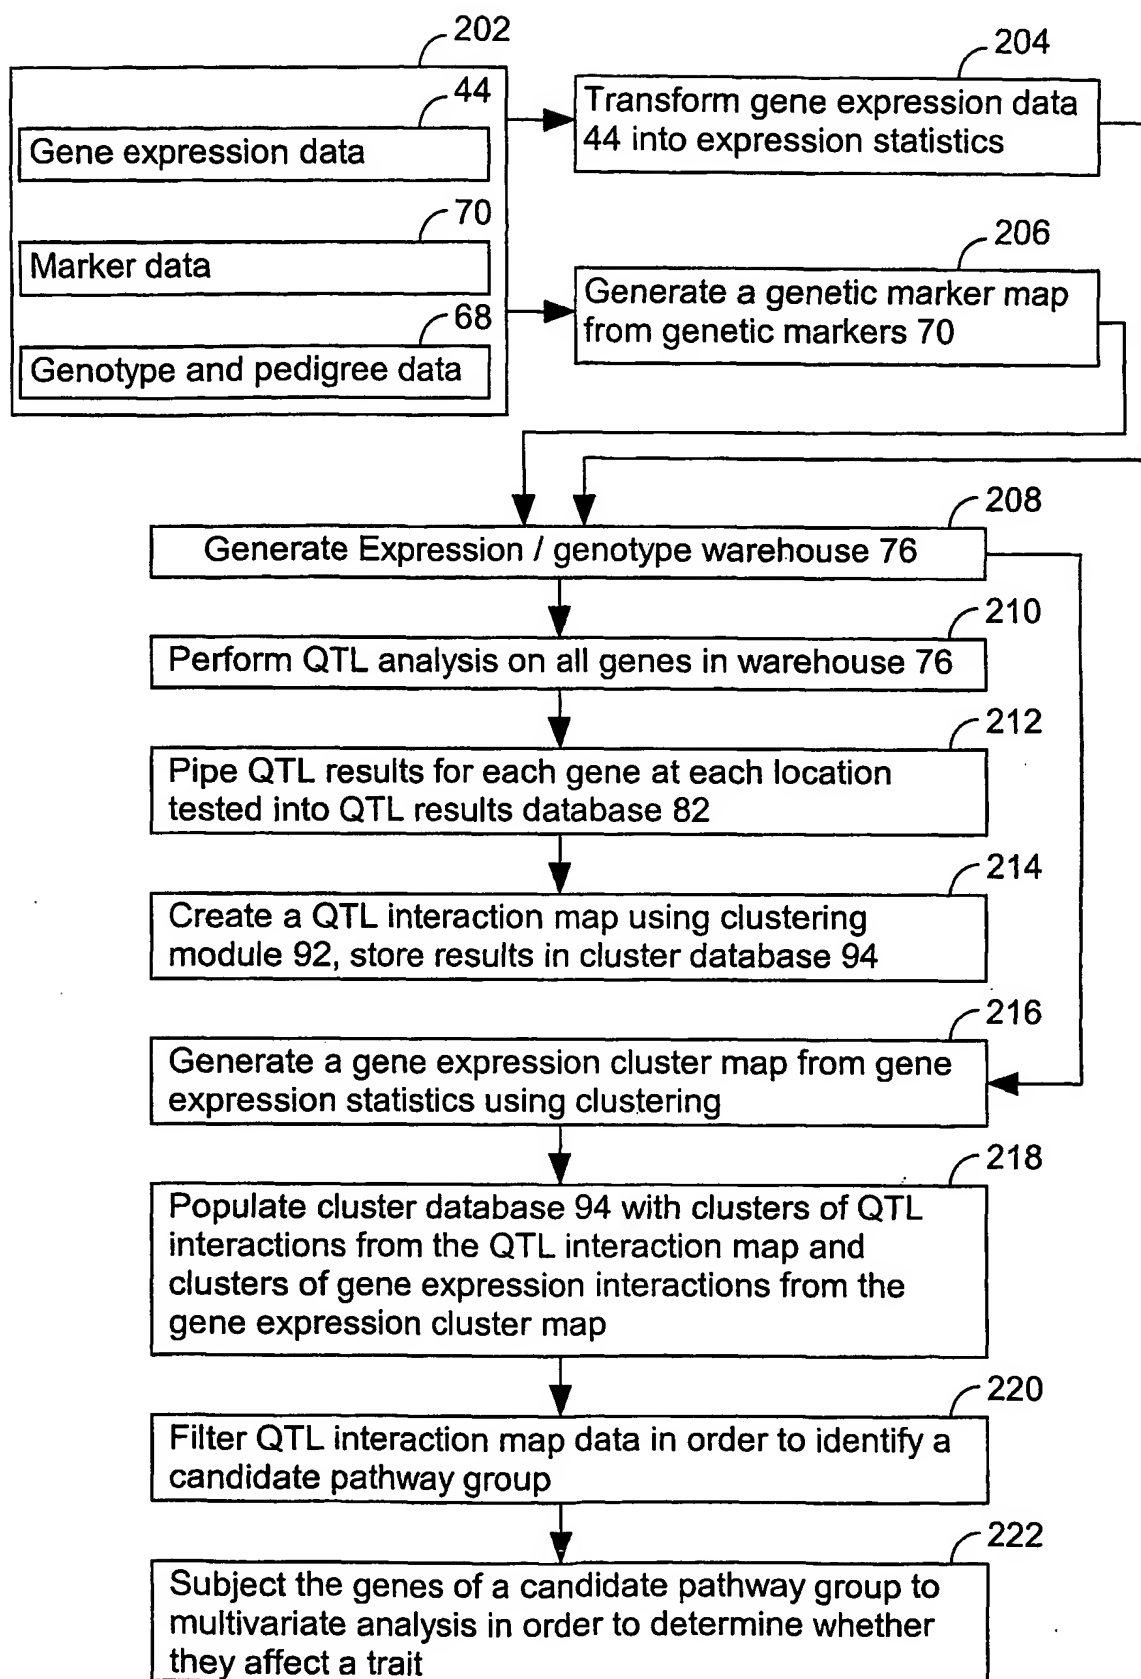 202
44
Gene expression data
70
Marker data
68
Genotype and pedigree data
204
Transform gene expression data
44 into expression statistics
206
Generate a genetic marker map
from genetic markers 70
208
Generate Expression / genotype warehouse 76
210
Perform QTL analysis on all genes in warehouse 76
212
Pipe QTL results for each gene at each location
tested into QTL results database 82
214
Create a QTL interaction map using clustering
module 92, store results in cluster database 94
216
Generate a gene expression cluster map from gene
expression statistics using clustering
218
Populate cluster database 94 with clusters of QTL
interactions from the QTL interaction map and
clusters of gene expression interactions from the
gene expression cluster map
220
Filter QTL interaction map data in order to identify a
candidate pathway group
222
Subject the genes of a candidate pathway group to
multivariate analysis in order to determine whether
they affect a trait